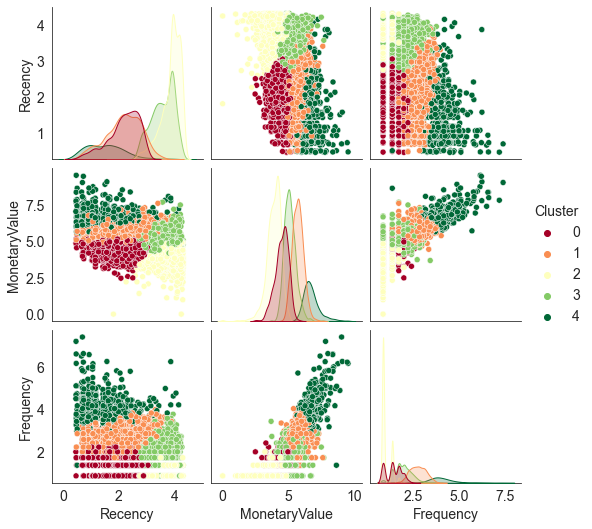 4
3
2
1
Recency
7.5
5.0
2.5
0.0
MonetaryValue
6
4
2
Frequency
0 2 4
Recency
0 5 10
MonetaryValue
2.5 5.0 7.5
Frequency
Cluster
0
1
2
3
4